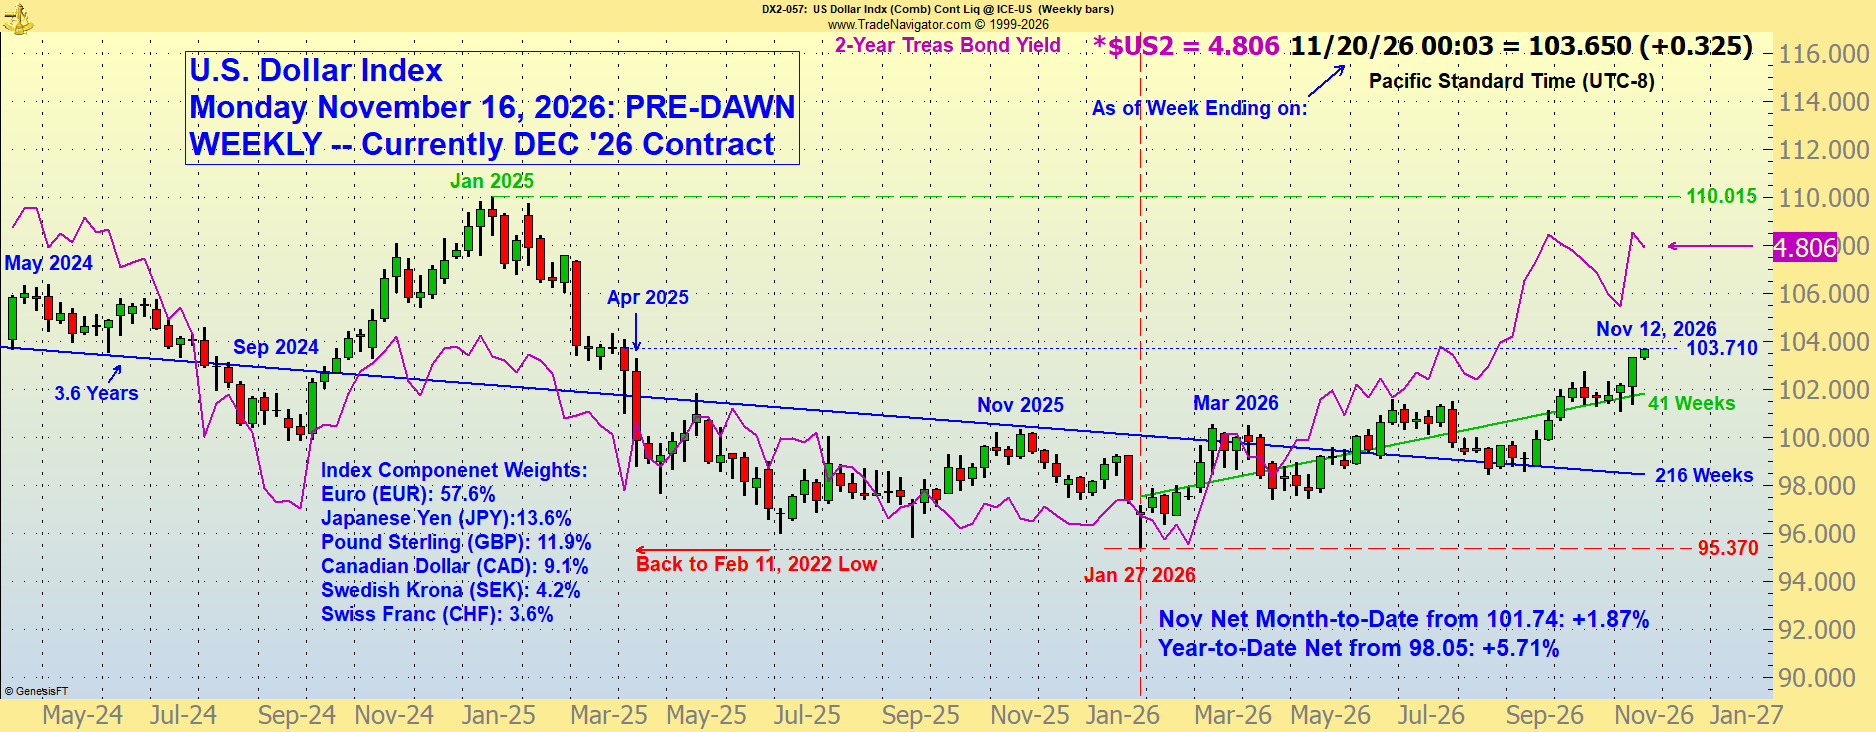 DX2-057: US Dollar Indx (Comb) Cont Liq @ ICE-US (Weekly bars)
www.TradeNavigator.com © 1999-2026
2-Year Treas Bond Yield *$US2 = 4.806 11/20/26 00:03 = 103.650 (+0.325)
Pacific Standard Time (UTC-8)
As of Week Ending on:
U.S. Dollar Index
Monday November 16, 2026: PRE-DAWN
WEEKLY -- Currently DEC '26 Contract
Jan 2025
110.015
May 2024
4.806
Apr 2025
Nov 12, 2026
103.710
Sep 2024
3.6 Years
Nov 2025
Mar 2026
41 Weeks
216 Weeks
Index Componenet Weights:
Euro (EUR): 57.6%
Japanese Yen (JPY):13.6%
Pound Sterling (GBP): 11.9%
Canadian Dollar (CAD): 9.1%
Swedish Krona (SEK): 4.2%
Swiss Franc (CHF): 3.6%
Back to Feb 11, 2022 Low
95.370
Jan 27 2026
Nov Net Month-to-Date from 101.74: +1.87%
Year-to-Date Net from 98.05: +5.71%
116.000
114.000
112.000
110.000
106.000
104.000
102.000
100.000
98.000
96.000
94.000
92.000
90.000
© GenesisFT
May-24 Jul-24 Sep-24 Nov-24 Jan-25 Mar-25 May-25 Jul-25 Sep-25 Nov-25 Jan-26 Mar-26 May-26 Jul-26 Sep-26 Nov-26 Jan-27